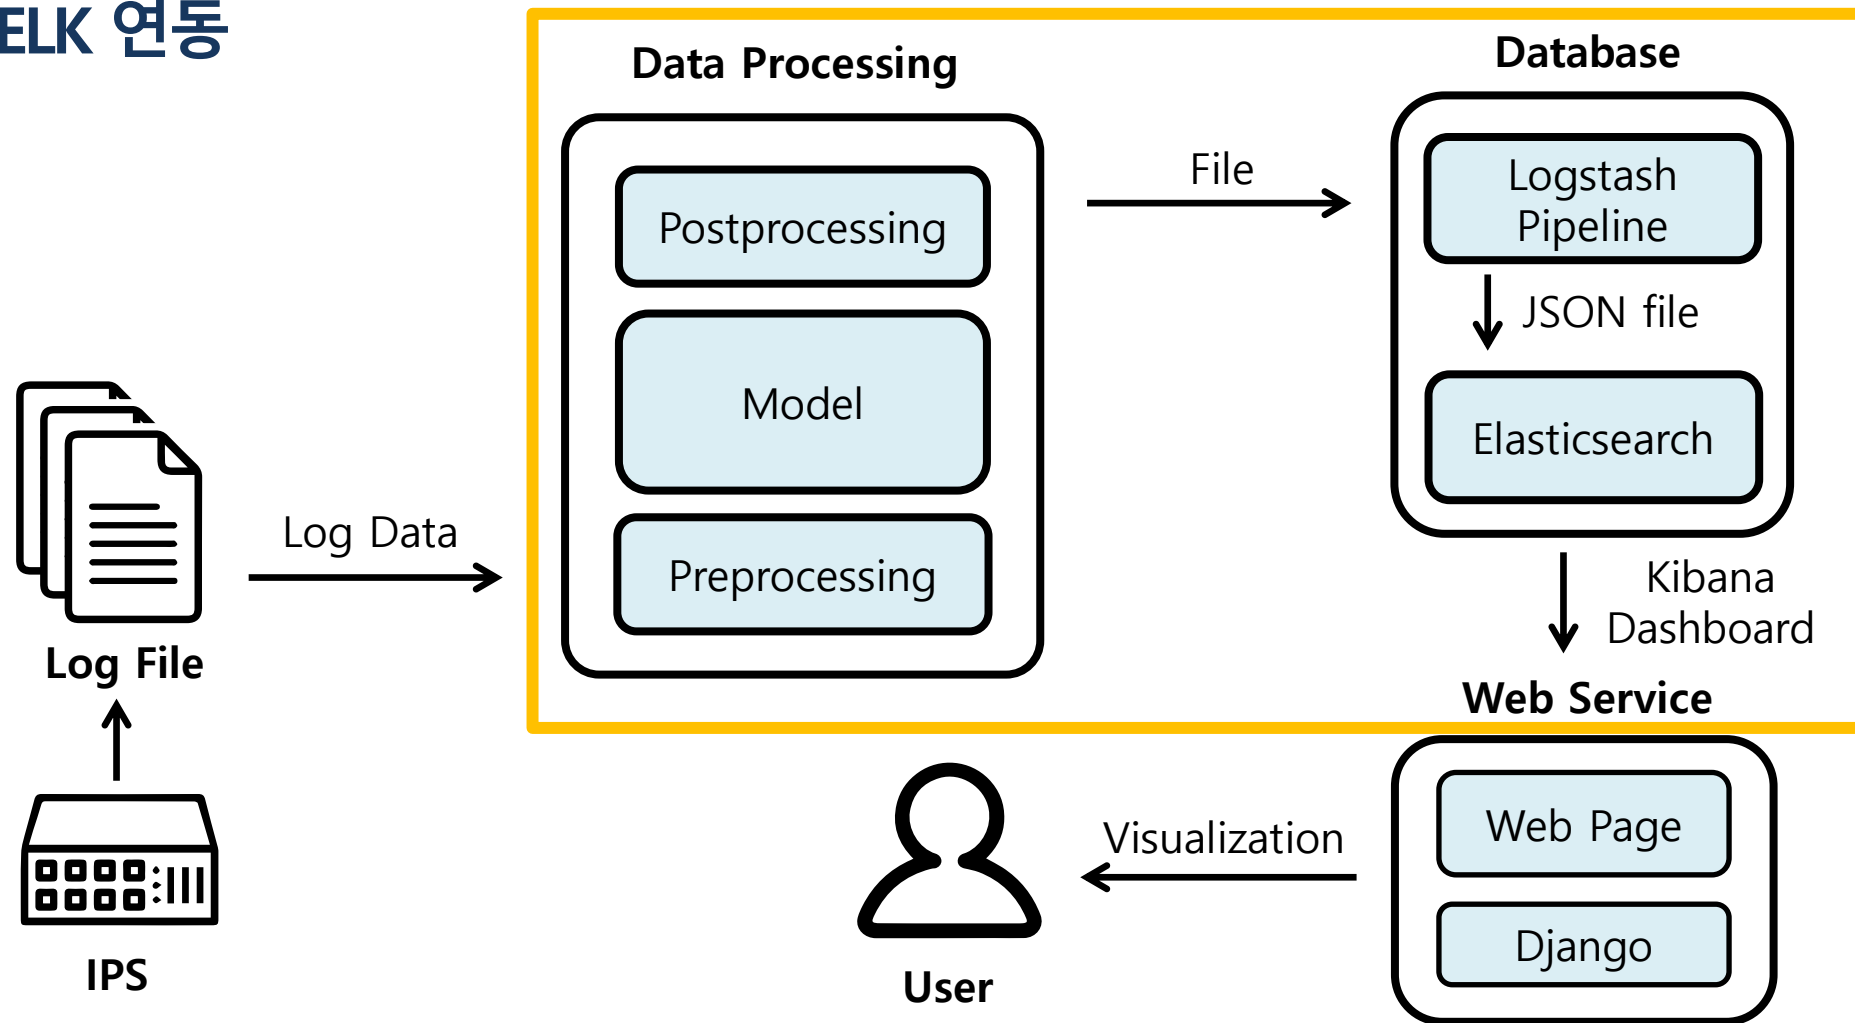 ELK 연동
Data Processing
Database
Postprocessing
Model
Preprocessing
File
Logstash
Pipeline
JSON file
Elasticsearch
Log Data
Log File
IPS
Kibana
Dashboard
Web Service
Web Page
Django
Visualization
User